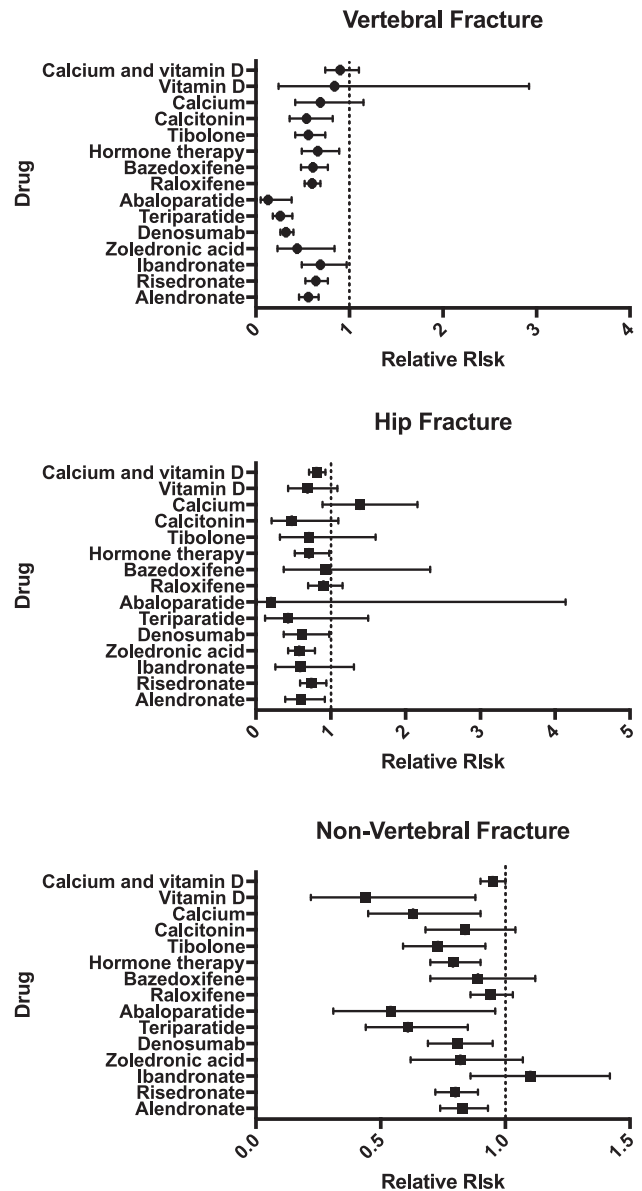 Vertebral Fracture
Drug
Calcium and vitamin D
Vitamin D
Calcium
Calcitonin
Tibolone
Hormone therapy
Bazedoxifene
Raloxifene
Abaloparatide
Teriparatide
Denosumab
Zoledronic acid
Ibandronate
Risedronate
Alendronate
0 1 2 3 4
Relative RIsk
Hip Fracture
Drug
Calcium and vitamin D
Vitamin D
Calcium
Calcitonin
Tibolone
Hormone therapy
Bazedoxifene
Raloxifene
Abaloparatide
Teriparatide
Denosumab
Zoledronic acid
Ibandronate
Risedronate
Alendronate
0 1 2 3 4 5
Relative RIsk
Non-Vertebral Fracture
Drug
Calcium and vitamin D
Vitamin D
Calcium
Calcitonin
Tibolone
Hormone therapy
Bazedoxifene
Raloxifene
Abaloparatide
Teriparatide
Denosumab
Zoledronic acid
Ibandronate
Risedronate
Alendronate
0.0 0.5 1.0 1.5
Relative RIsk